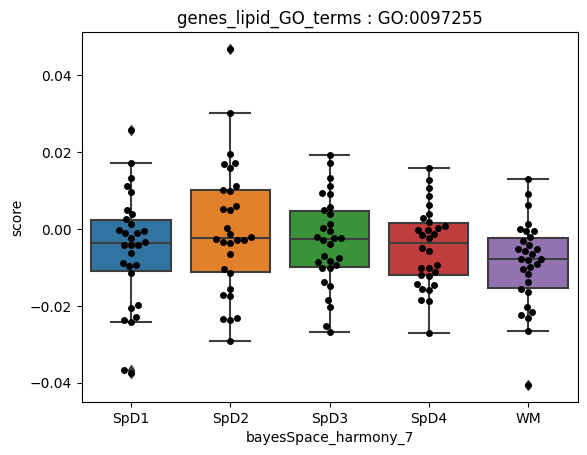 genes_lipid_GO_terms : GO:0097255
0.04
0.02
0.00
−0.02
−0.04
score
SpD1 SpD2 SpD3 SpD4 WM
bayesSpace_harmony_7